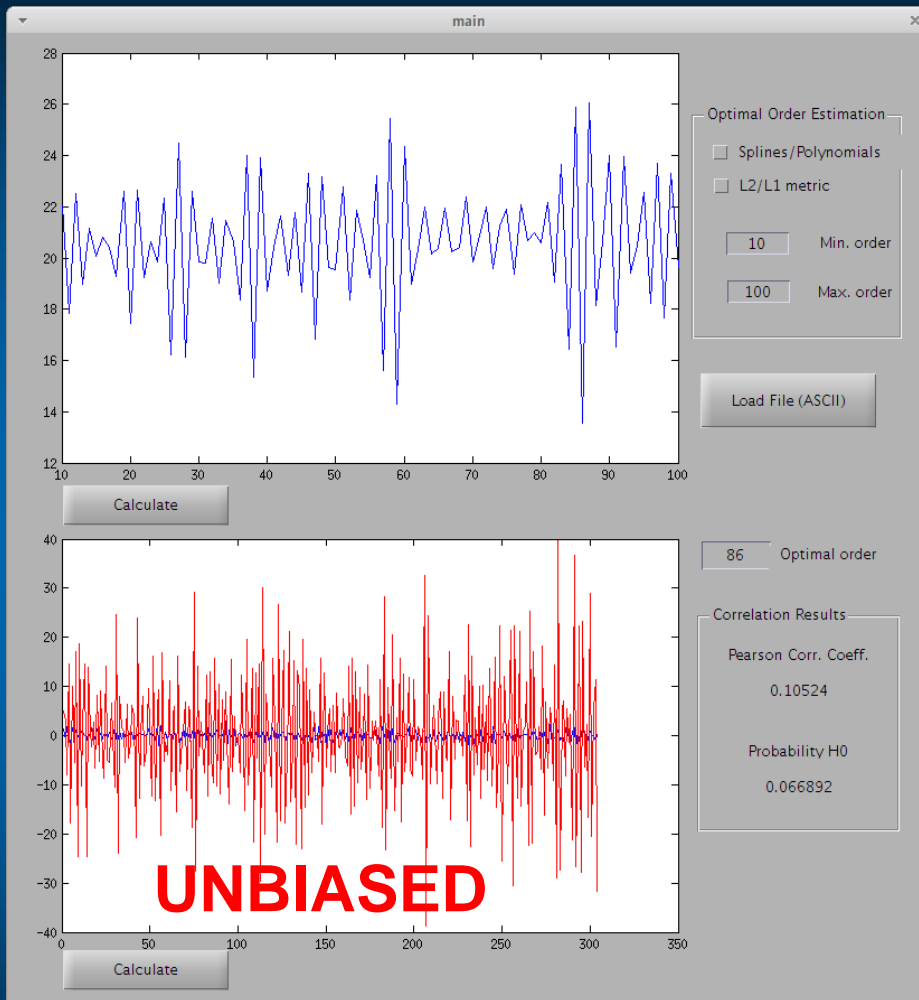 main
28
26
24
22
20
18
16
14
12
10 20 30 40 50 60 70 80 90 100
Calculate
Optimal Order Estimation
Splines/Polynomials
L2/L1 metric
10 Min. order
100 Max. order
Load File (ASCII)
40
30
20
10
0
-10
-20
-30
-40
0 50 100 150 200 250 300 350
UNBIASED
Calculate
86 Optimal order
Correlation Results
Pearson Corr. Coeff.
0.10524
Probability H0
0.066892